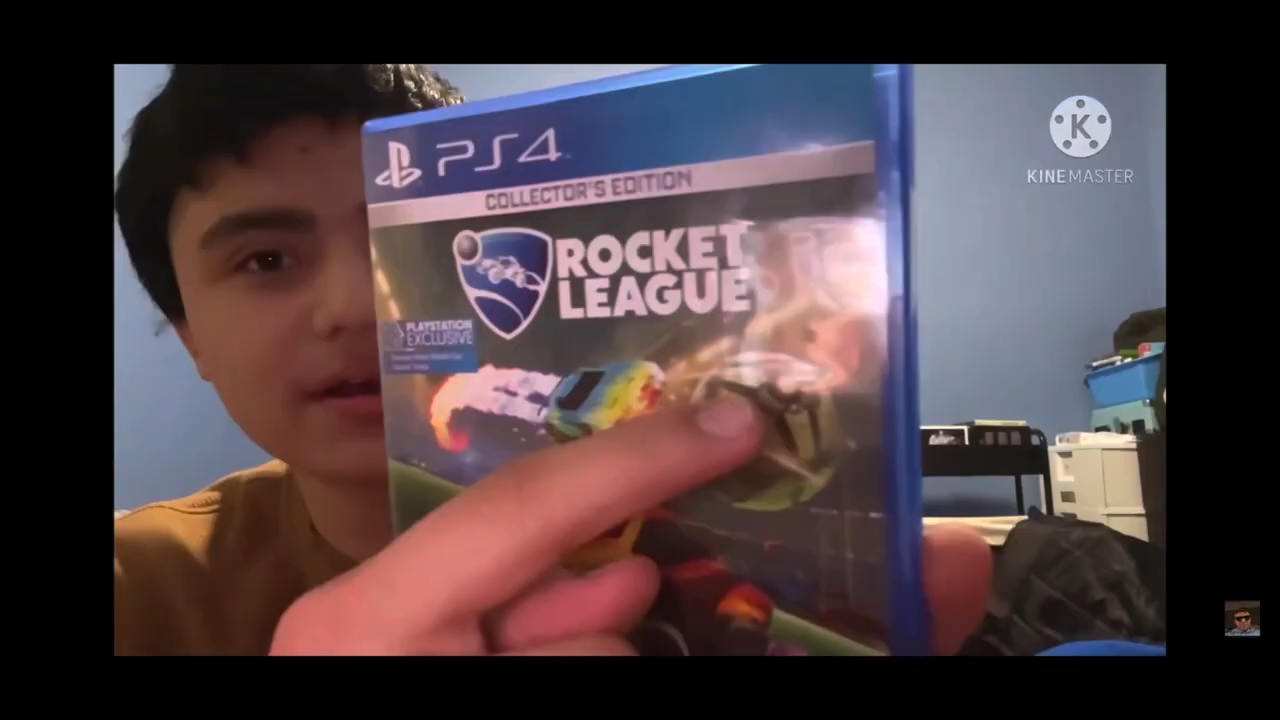 PS4
COLLECTOR'S EDITION
ROCKET
LEAGUE
PLAYSTATION
EXCLUSIVE
K
KINEMASTER